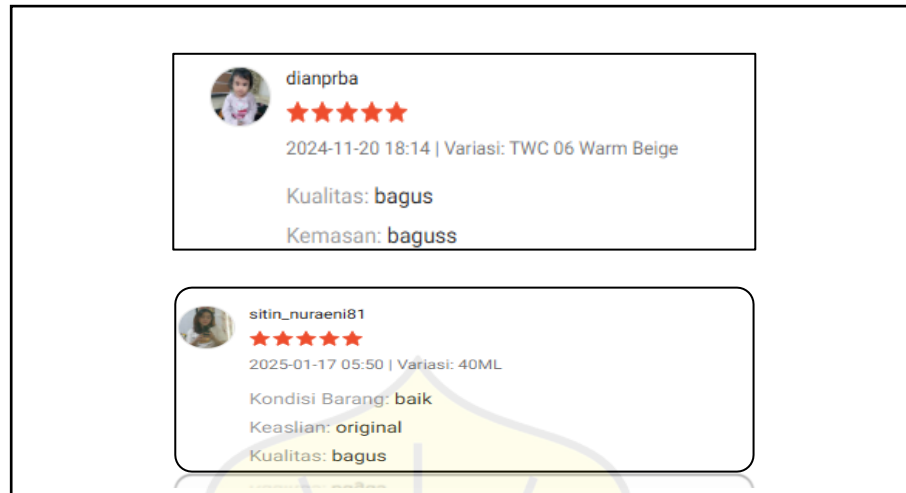 dianprba
2024-11-20 18:14 | Variasi: TWC 06 Warm Beige
Kualitas: bagus
Kemasan: baguss
sitin_nuraeni81
2025-01-17 05:50 | Variasi: 40ML
Kondisi Barang: baik
Keaslian: original
Kualitas: bagus